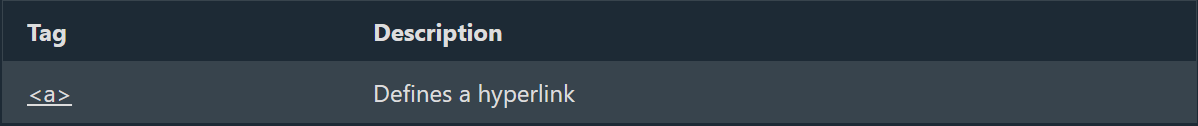 Tag Description
<a> Defines a hyperlink